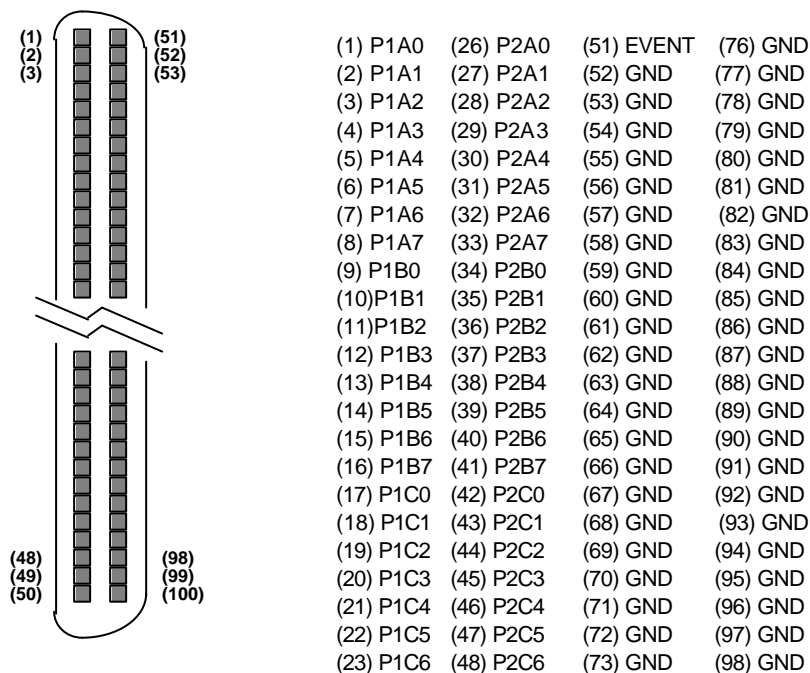 (1) (51)
(2) (52)
(3) (53)
(48) (98)
(49) (99)
(50) (100)
(1) P1A0 (26) P2A0 (51) EVENT (76) GND
(2) P1A1 (27) P2A1 (52) GND (77) GND
(3) P1A2 (28) P2A2 (53) GND (78) GND
(4) P1A3 (29) P2A3 (54) GND (79) GND
(5) P1A4 (30) P2A4 (55) GND (80) GND
(6) P1A5 (31) P2A5 (56) GND (81) GND
(7) P1A6 (32) P2A6 (57) GND (82) GND
(8) P1A7 (33) P2A7 (58) GND (83) GND
(9) P1B0 (34) P2B0 (59) GND (84) GND
(10)P1B1 (35) P2B1 (60) GND (85) GND
(11)P1B2 (36) P2B2 (61) GND (86) GND
(12) P1B3 (37) P2B3 (62) GND (87) GND
(13) P1B4 (38) P2B4 (63) GND (88) GND
(14) P1B5 (39) P2B5 (64) GND (89) GND
(15) P1B6 (40) P2B6 (65) GND (90) GND
(16) P1B7 (41) P2B7 (66) GND (91) GND
(17) P1C0 (42) P2C0 (67) GND (92) GND
(18) P1C1 (43) P2C1 (68) GND (93) GND
(19) P1C2 (44) P2C2 (69) GND (94) GND
(20) P1C3 (45) P2C3 (70) GND (95) GND
(21) P1C4 (46) P2C4 (71) GND (96) GND
(22) P1C5 (47) P2C5 (72) GND (97) GND
(23) P1C6 (48) P2C6 (73) GND (98) GND